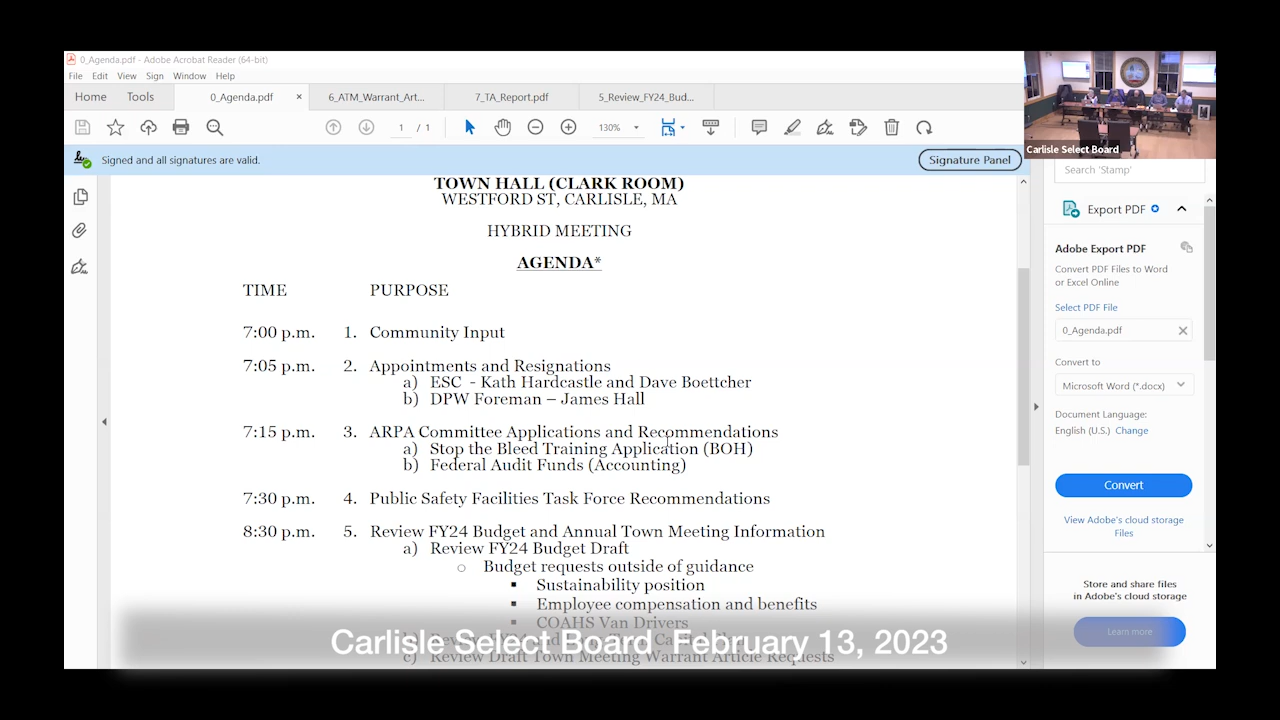 0_Agenda.pdf - Adobe Acrobat Reader (64-bit)
File Edit View Sign Window Help
Home Tools 0_Agenda.pdf × 6_ATM_Warrant_Art... 7_TA_Report.pdf 5_Review_FY24_Bud...
1 / 1 130%
Carlisle Select Board
Signed and all signatures are valid. Signature Panel
Search 'Stamp'
TOWN HALL (CLARK ROOM)
WESTFORD ST, CARLISLE, MA
HYBRID MEETING
AGENDA*
TIME PURPOSE
7:00 p.m. 1. Community Input
7:05 p.m. 2. Appointments and Resignations
a) ESC - Kath Hardcastle and Dave Boettcher
b) DPW Foreman – James Hall
7:15 p.m. 3. ARPA Committee Applications and Recommendations
a) Stop the Bleed Training Application (BOH)
b) Federal Audit Funds (Accounting)
7:30 p.m. 4. Public Safety Facilities Task Force Recommendations
8:30 p.m. 5. Review FY24 Budget and Annual Town Meeting Information
a) Review FY24 Budget Draft
○ Budget requests outside of guidance
▪ Sustainability position
▪ Employee compensation and benefits
▪ COAHS Van Drivers
c) Review Draft Town Meeting Warrant Article Requests
Carlisle Select Board February 13, 2023
Export PDF
Adobe Export PDF
Convert PDF Files to Word
or Excel Online
Select PDF File
0_Agenda.pdf
Convert to
Microsoft Word (*.docx)
Document Language:
English (U.S.) Change
Convert
View Adobe's cloud storage
Files
Store and share files
in Adobe's cloud storage
Learn more